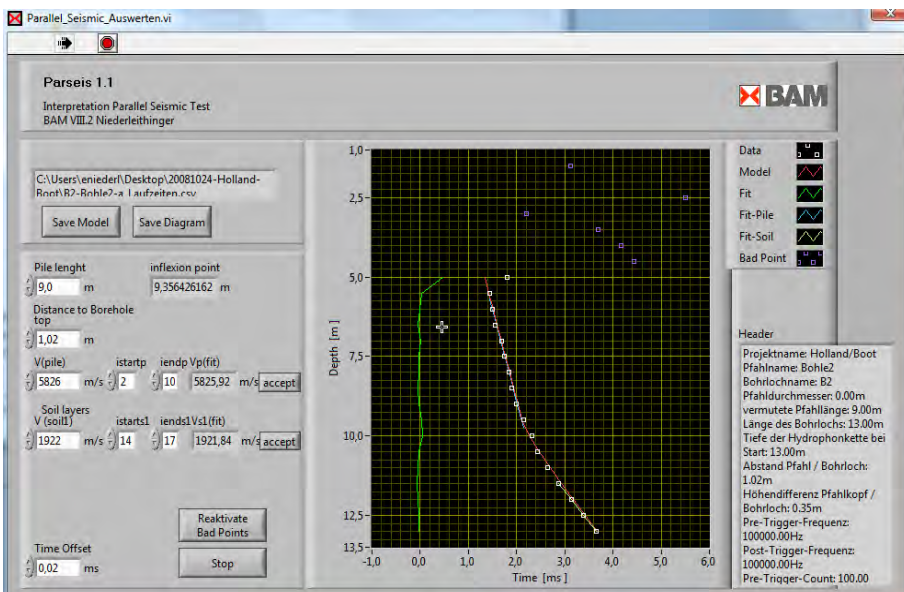 Parallel_Seismic_Auswerten.vi
Parseis 1.1
Interpretation Parallel Seismic Test
BAM VIII.2 Niederleithinger
BAM
C:\Users\eniederl\Desktop\20081024-Holland-
Boot\B2-Bohle2-a_Laufzeiten.csv
Save Model Save Diagram
Pile lenght inflexion point
9,0 m 9,356426162 m
Distance to Borehole
top
1,02 m
V(pile) istartp iendp Vp(fit)
5826 m/s 2 10 5825,92 m/s accept
Soil layers
V (soil1) istarts1 iends1 Vs1(fit)
1922 m/s 14 17 1921,84 m/s accept
Reaktivate
Bad Points
Time Offset
0,02 ms
Stop
Depth [m]
1,0
2,5
5,0
7,5
10,0
12,5
13,5
-1,0 0,0 1,0 2,0 3,0 4,0 5,0 6,0
Time [ms]
Data
Model
Fit
Fit-Pile
Fit-Soil
Bad Point
Header
Projektname: Holland/Boot
Pfahlname: Bohle2
Bohrlochname: B2
Pfahldurchmesser: 0.00m
vermutete Pfahllänge: 9.00m
Länge des Bohrlochs: 13.00m
Tiefe der Hydrophonkette bei
Start: 13.00m
Abstand Pfahl / Bohrloch:
1.02m
Höhendifferenz Pfahlkopf /
Bohrloch: 0.35m
Pre-Trigger-Frequenz:
100000.00Hz
Post-Trigger-Frequenz:
100000.00Hz
Pre-Trigger-Count: 100.00